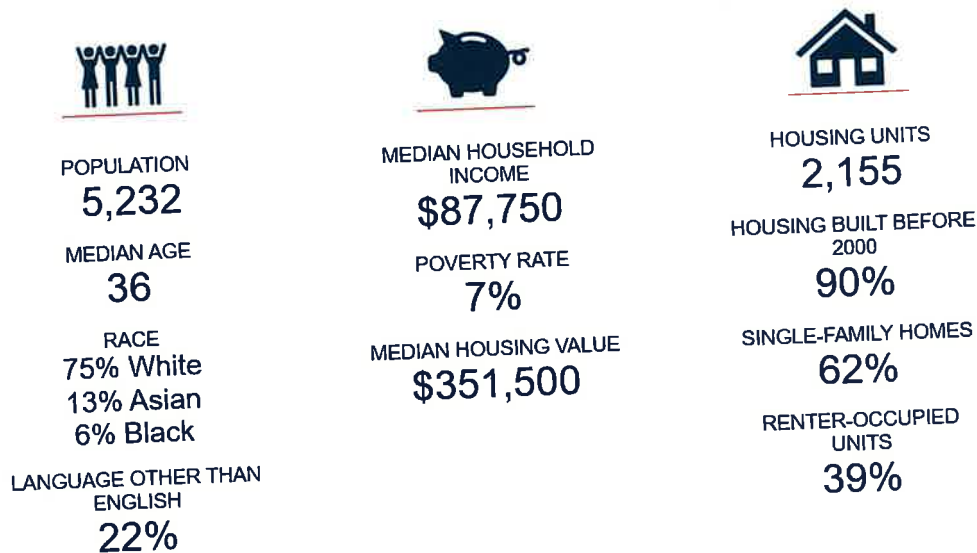 POPULATION
5,232
MEDIAN AGE
36
RACE
75% White
13% Asian
6% Black
LANGUAGE OTHER THAN
ENGLISH
22%
MEDIAN HOUSEHOLD
INCOME
$87,750
POVERTY RATE
7%
MEDIAN HOUSING VALUE
$351,500
HOUSING UNITS
2,155
HOUSING BUILT BEFORE
2000
90%
SINGLE-FAMILY HOMES
62%
RENTER-OCCUPIED
UNITS
39%